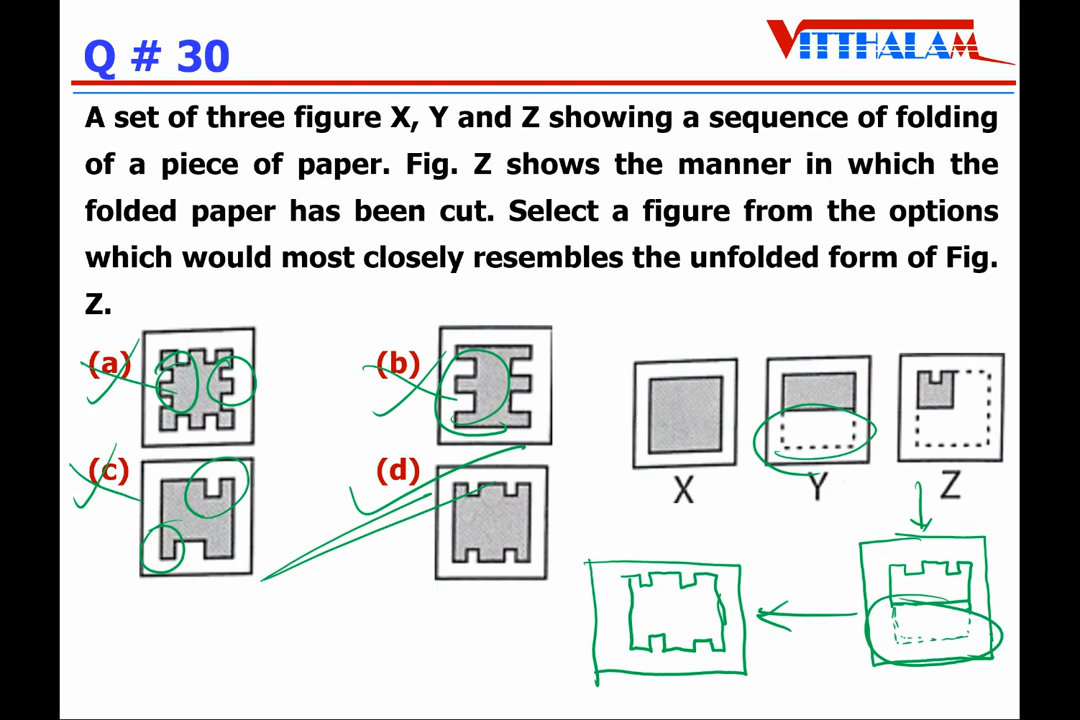 Q # 30
VITTHALAM
A set of three figure X, Y and Z showing a sequence of folding
of a piece of paper. Fig. Z shows the manner in which the
folded paper has been cut. Select a figure from the options
which would most closely resembles the unfolded form of Fig.
Z.
(a)
(b)
(c)
(d)
X
Y
Z